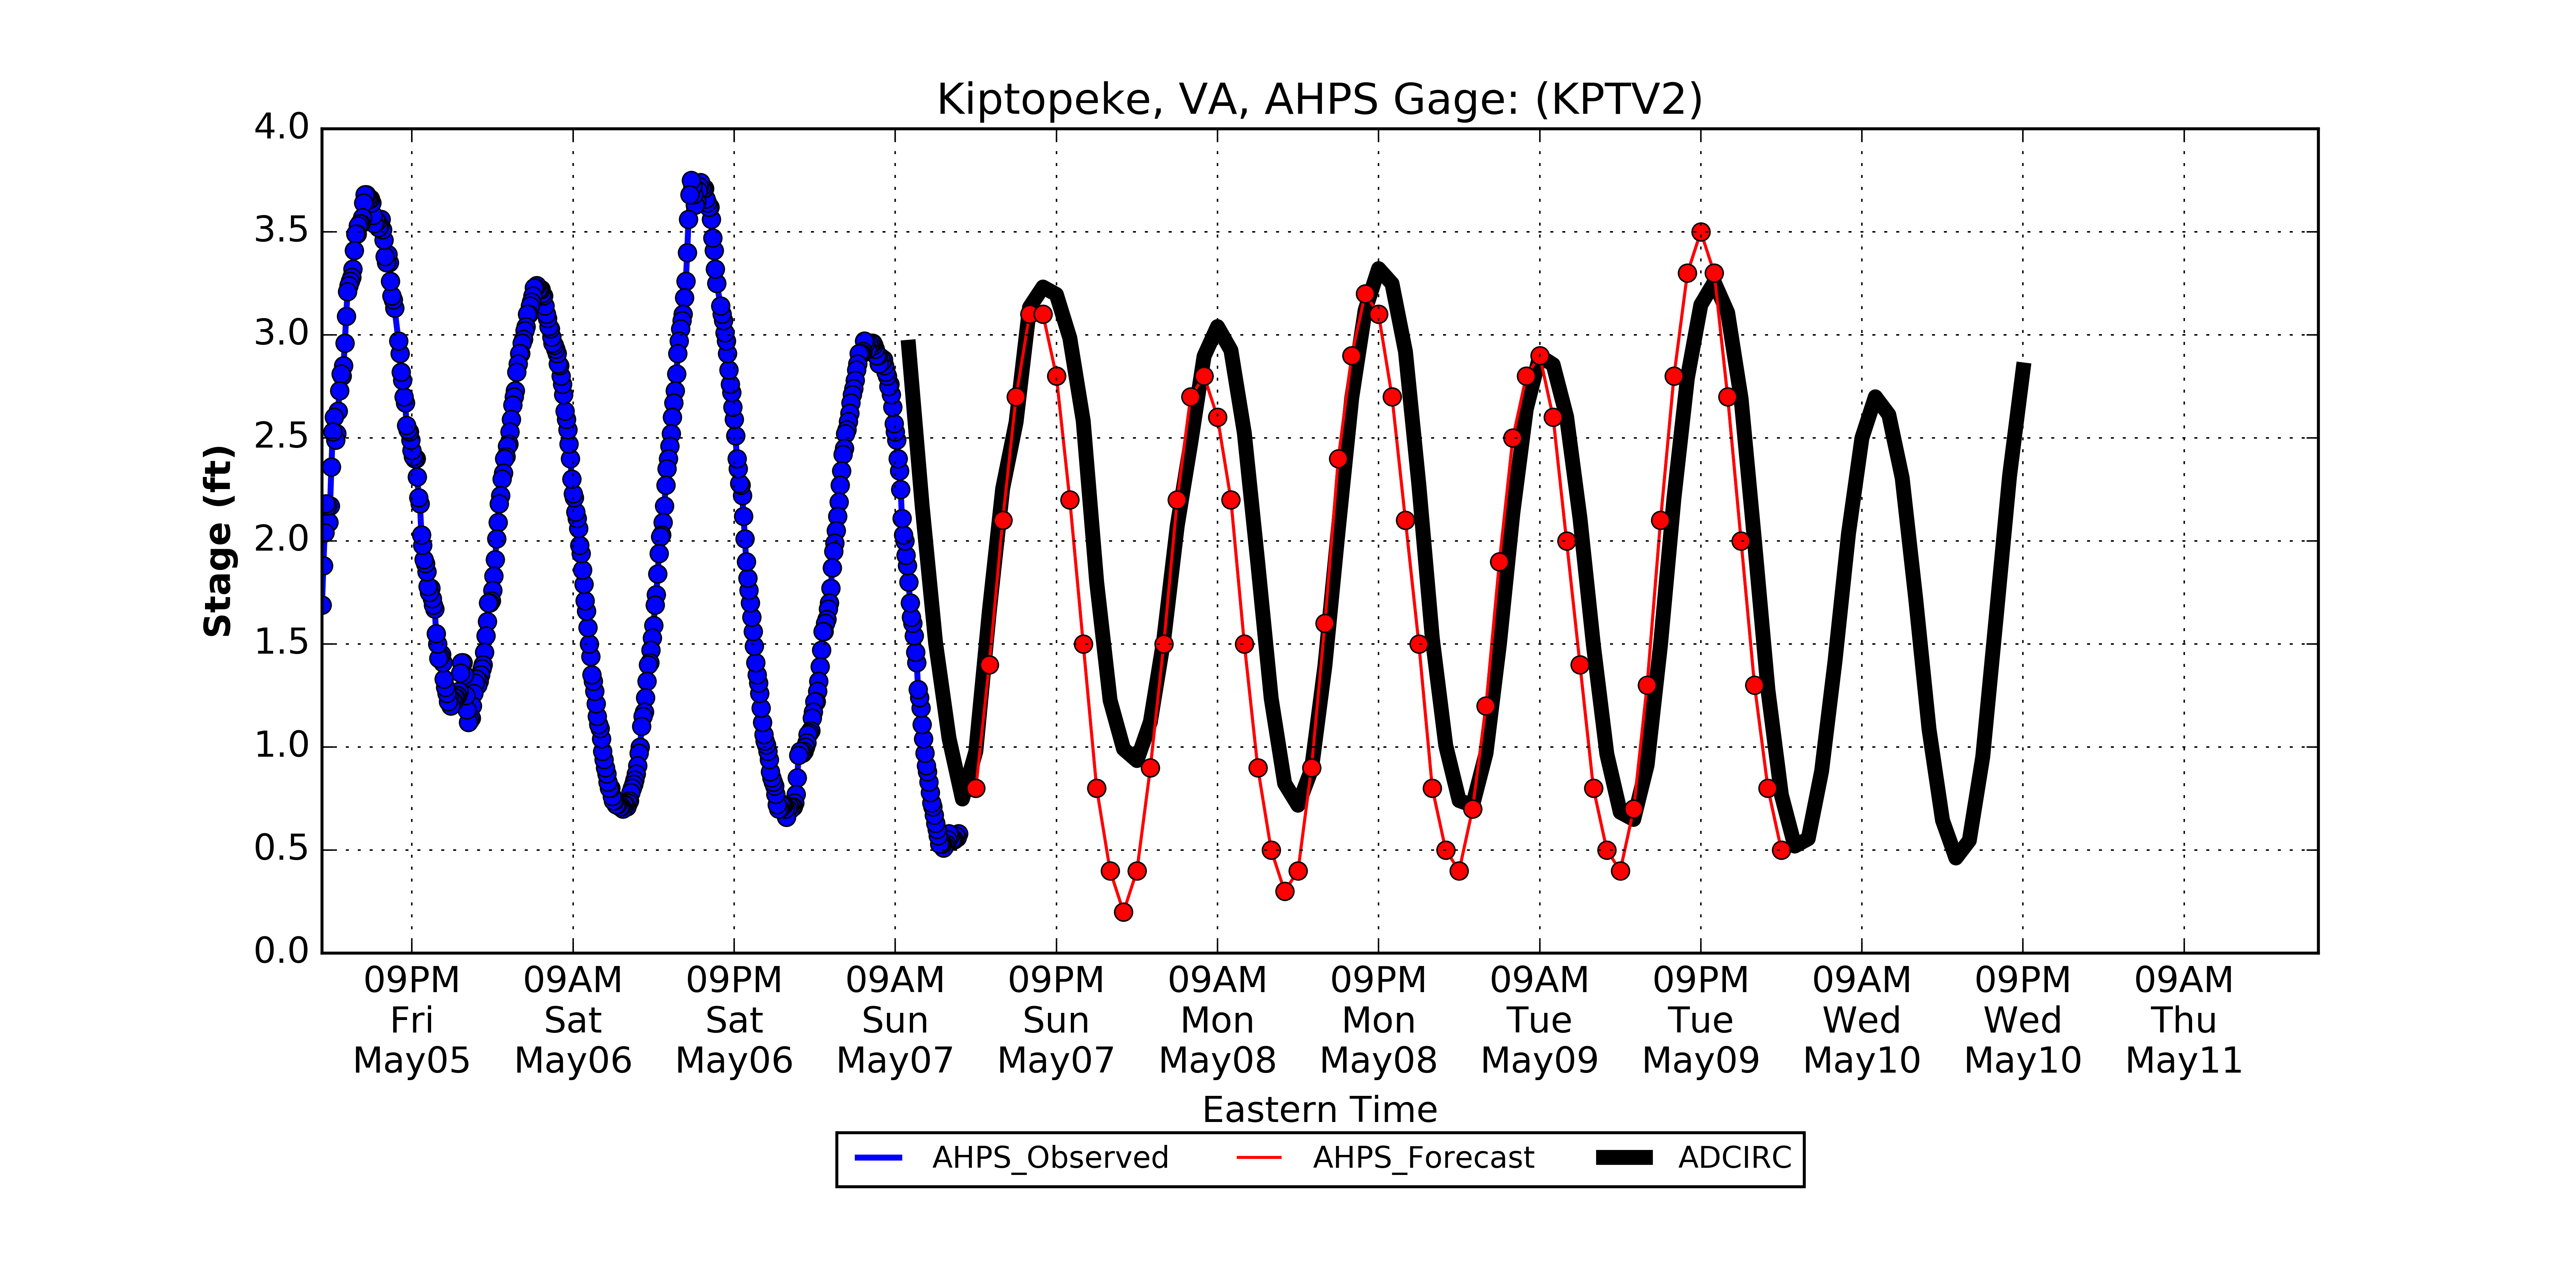 Kiptopeke, VA, AHPS Gage: (KPTV2)
Stage (ft)
4.0
3.5
3.0
2.5
2.0
1.5
1.0
0.5
0.0
09PM 09AM 09PM 09AM 09PM 09AM 09PM 09AM 09PM 09AM 09PM 09AM
Fri Sat Sat Sun Sun Mon Mon Tue Tue Wed Wed Thu
May05 May06 May06 May07 May07 May08 May08 May09 May09 May10 May10 May11
Eastern Time
AHPS_Observed AHPS_Forecast ADCIRC